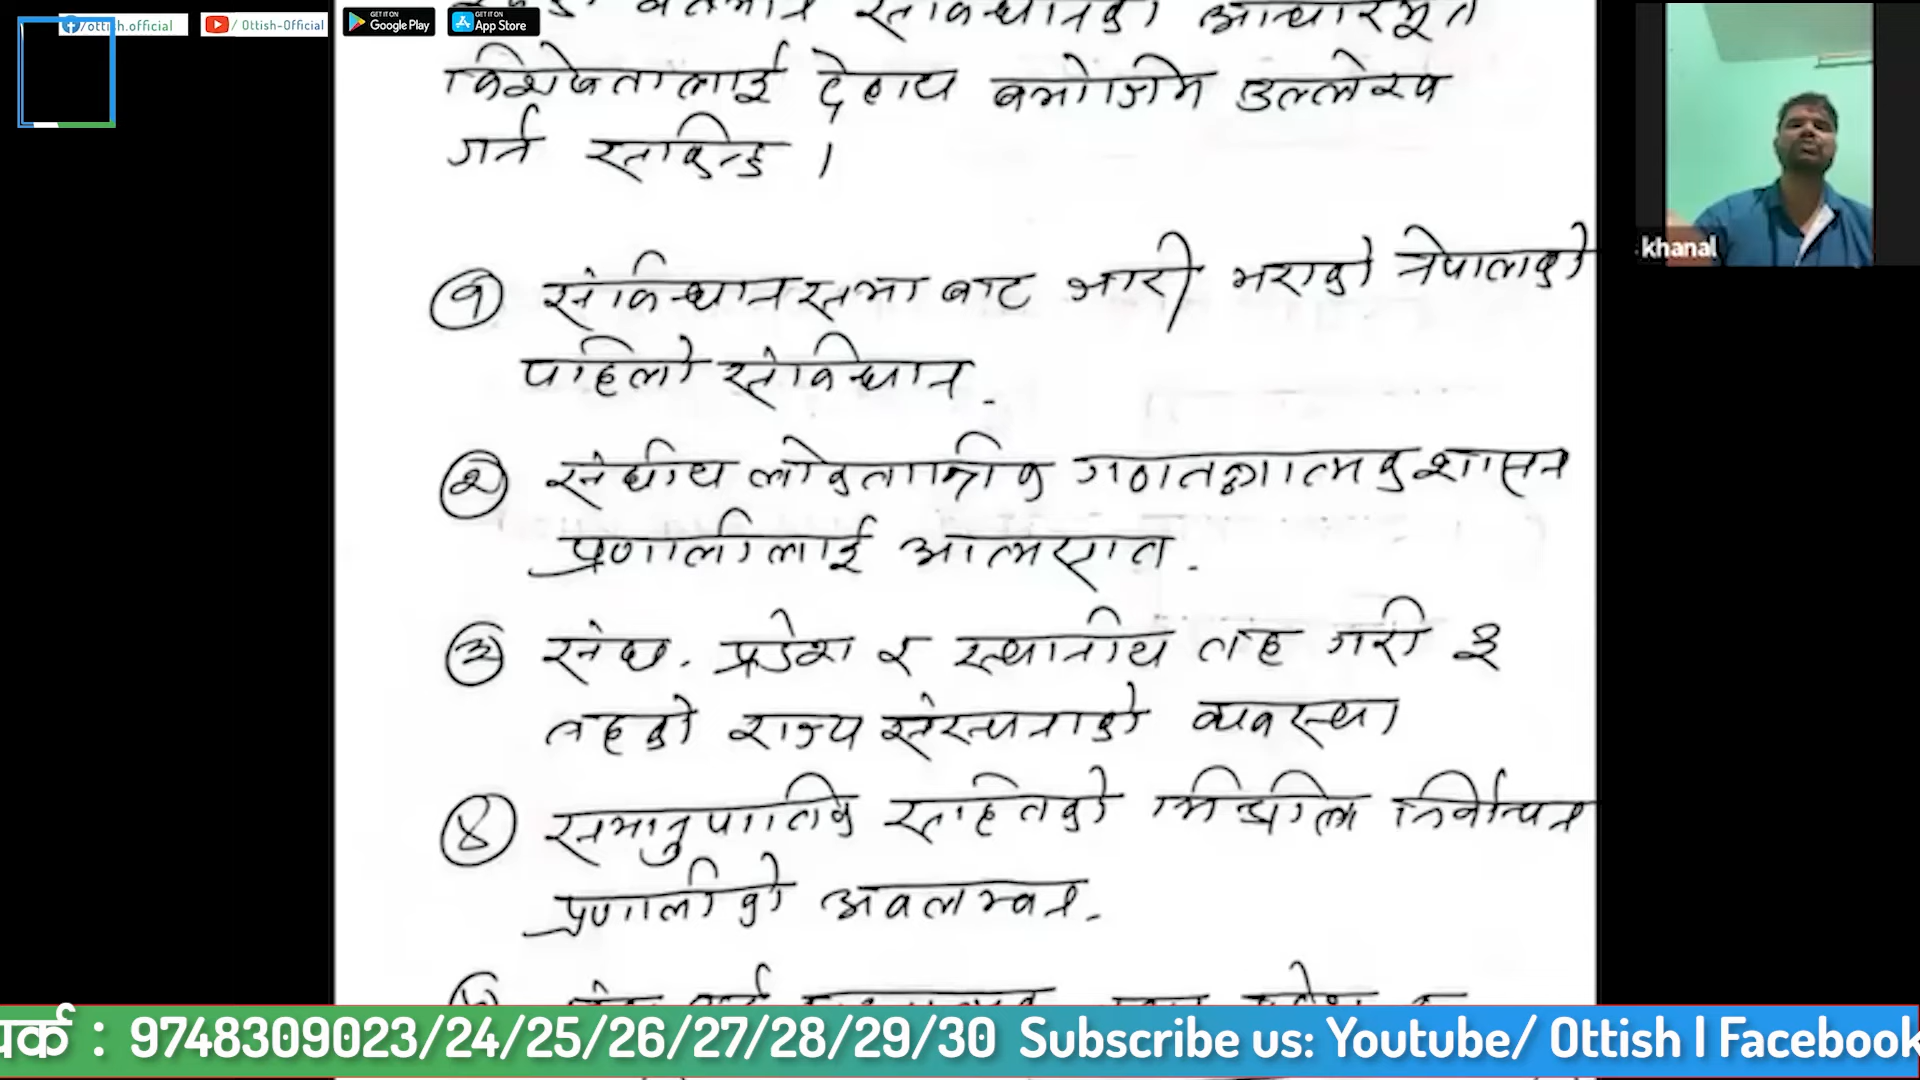 /ottish.official
/ Ottish-Official
GET IT ON
Google Play
GET IT ON
App Store
संविधानको आधारभूत
विशेषतालाई देहाय बमोजिम उल्लेख
गर्न सकिन्छ ।
१ संविधानसभा बाट जारी भएको नेपालको
पहिलो संविधान.
२ संघीय लोकतान्त्रिक गणतन्त्रात्मक शासन
प्रणालीलाई आत्मसात.
३ संघ. प्रदेश र स्थानीय तह गरी ३
तहको राज्य संरचनाको व्यवस्था
४ समानुपातिक सहितको मिश्रित निर्वाचन
प्रणालीको अवलम्बन.
khanal
र्क : 9748309023/24/25/26/27/28/29/30 Subscribe us: Youtube/ Ottish | Facebook